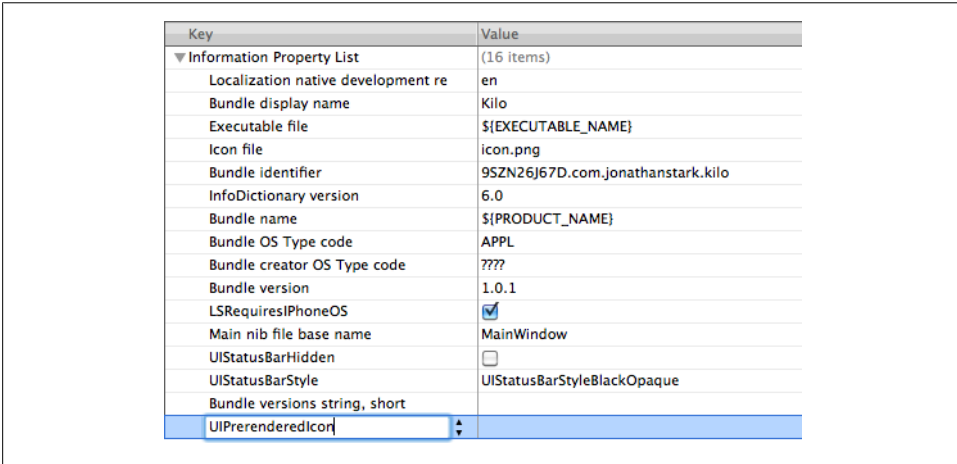 Key Value
Information Property List (16 items)
Localization native development re en
Bundle display name Kilo
Executable file ${EXECUTABLE_NAME}
Icon file icon.png
Bundle identifier 9SZN26J67D.com.jonathanstark.kilo
InfoDictionary version 6.0
Bundle name ${PRODUCT_NAME}
Bundle OS Type code APPL
Bundle creator OS Type code ????
Bundle version 1.0.1
LSRequiresIPhoneOS
Main nib file base name MainWindow
UIStatusBarHidden
UIStatusBarStyle UIStatusBarStyleBlackOpaque
Bundle versions string, short
UIPrerenderedIcon